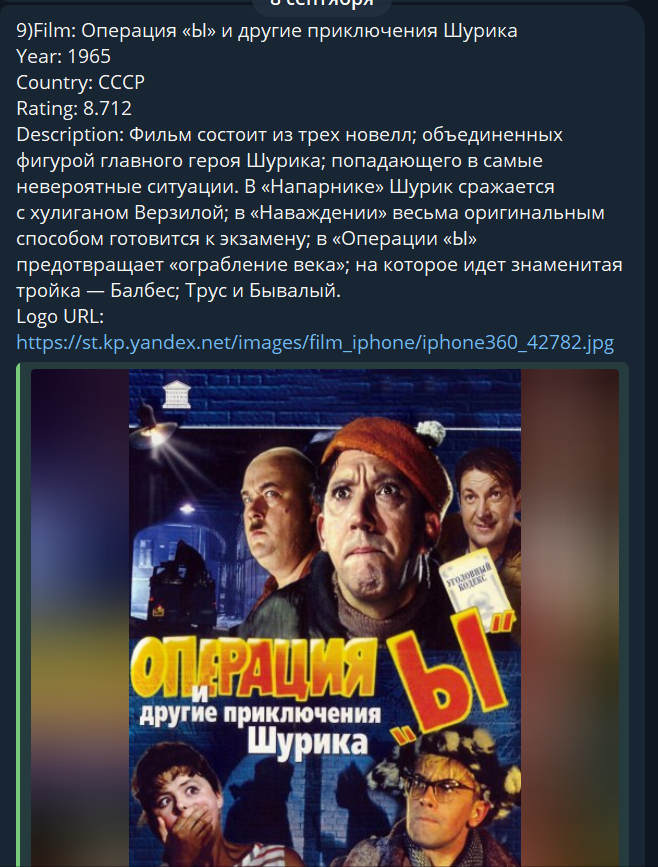 8 сентября
9)Film: Операция «Ы» и другие приключения Шурика
Year: 1965
Country: СССР
Rating: 8.712
Description: Фильм состоит из трех новелл; объединенных
фигурой главного героя Шурика; попадающего в самые
невероятные ситуации. В «Напарнике» Шурик сражается
с хулиганом Верзилой; в «Наваждении» весьма оригинальным
способом готовится к экзамену; в «Операции «Ы»
предотвращает «ограбление века»; на которое идет знаменитая
тройка — Балбес; Трус и Бывалый.
Logo URL:
https://st.kp.yandex.net/images/film_iphone/iphone360_42782.jpg
УГОЛОВНЫЙ
КОДЕКС
ОПЕРАЦИЯ "Ы"
и
другие приключения
Шурика